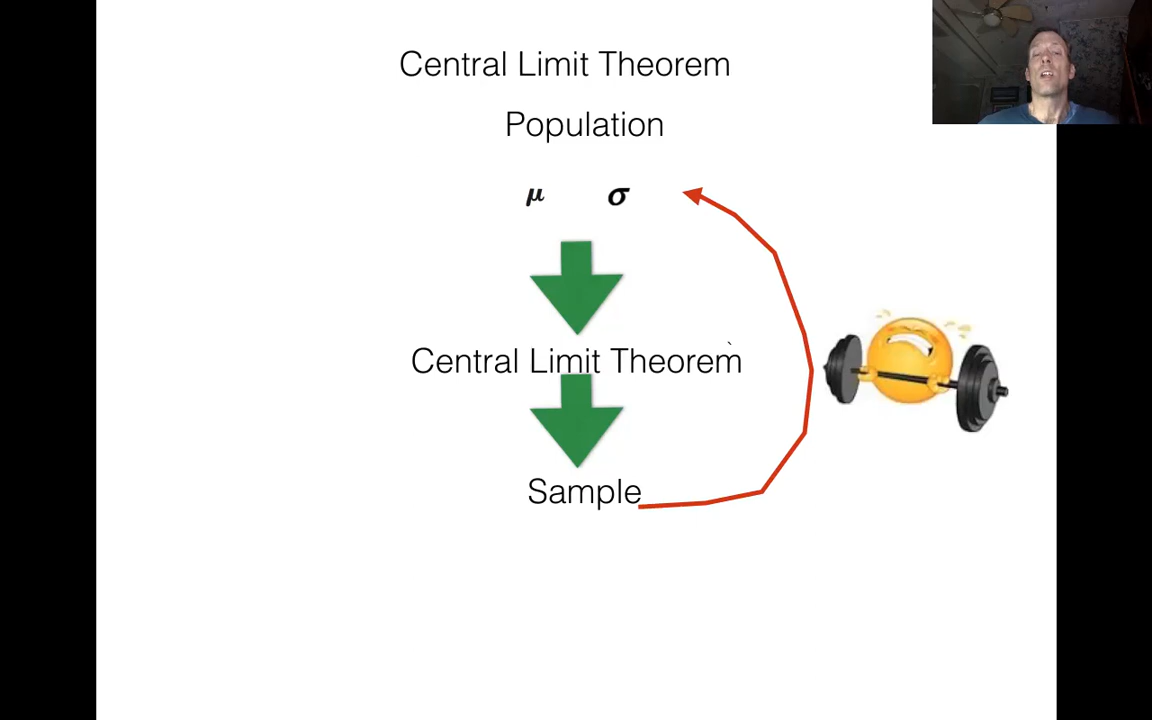 Central Limit Theorem
Population
μ σ
Central Limit Theorem`
Sample